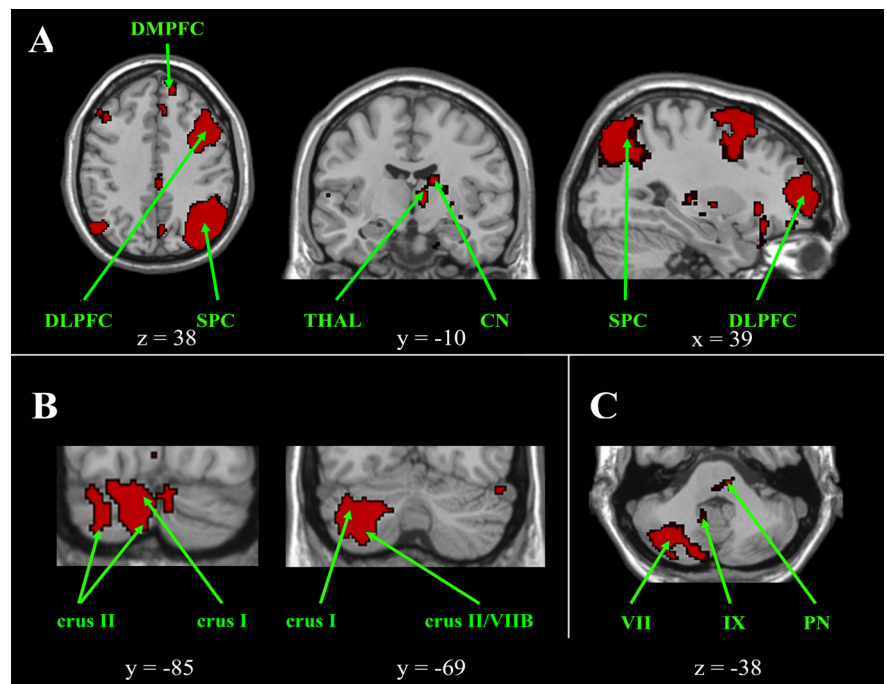 A
DMPFC
DLPFC SPC THAL CN SPC DLPFC
z = 38 y = -10 x = 39
B C
crus II crus I crus I crus II/VIIB VII IX PN
y = -85 y = -69 z = -38